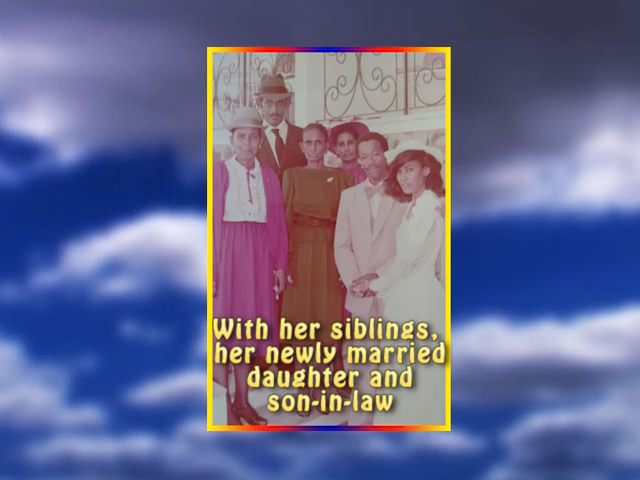 With her siblings,
her newly married
daughter and
son-in-law